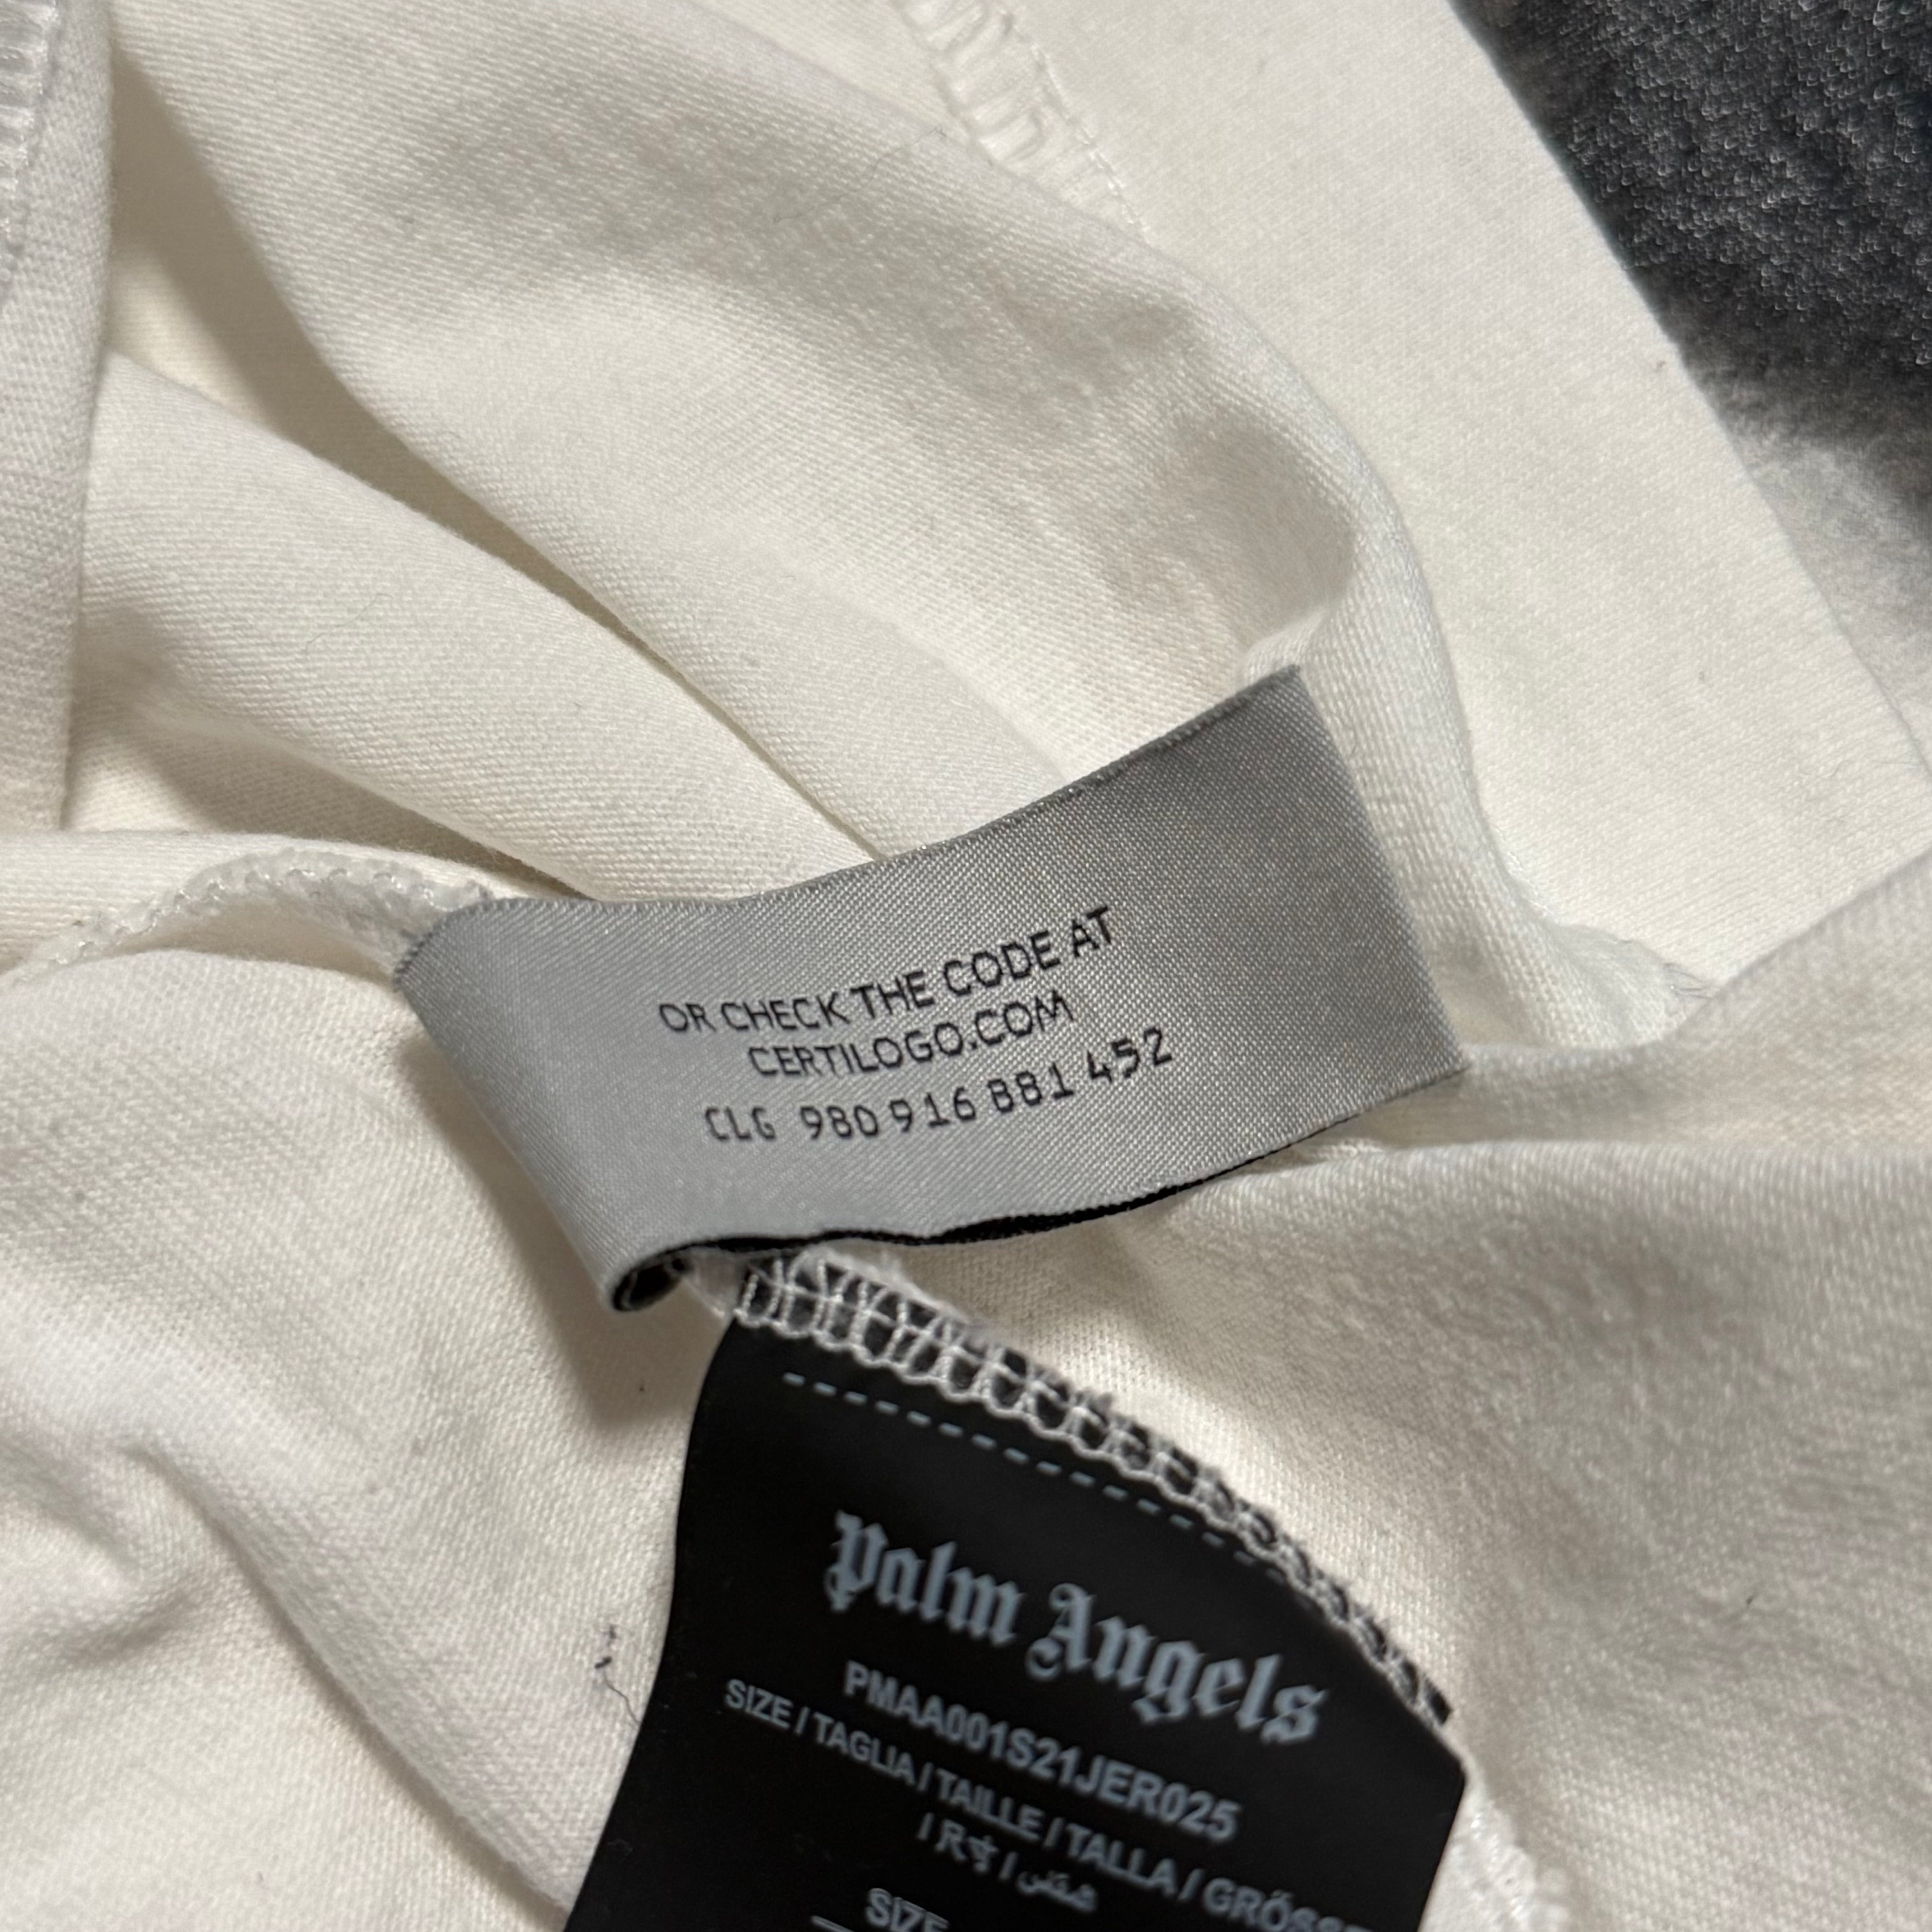 OR CHECK THE CODE AT
CERTILOGO.COM
CLG 980 916 881 452
Palm Angels
PMAA001S21JER025
SIZE / TAGLIA / TAILLE / TALLA / GRÖSSE
/ 尺寸 / مقاس
SIZE